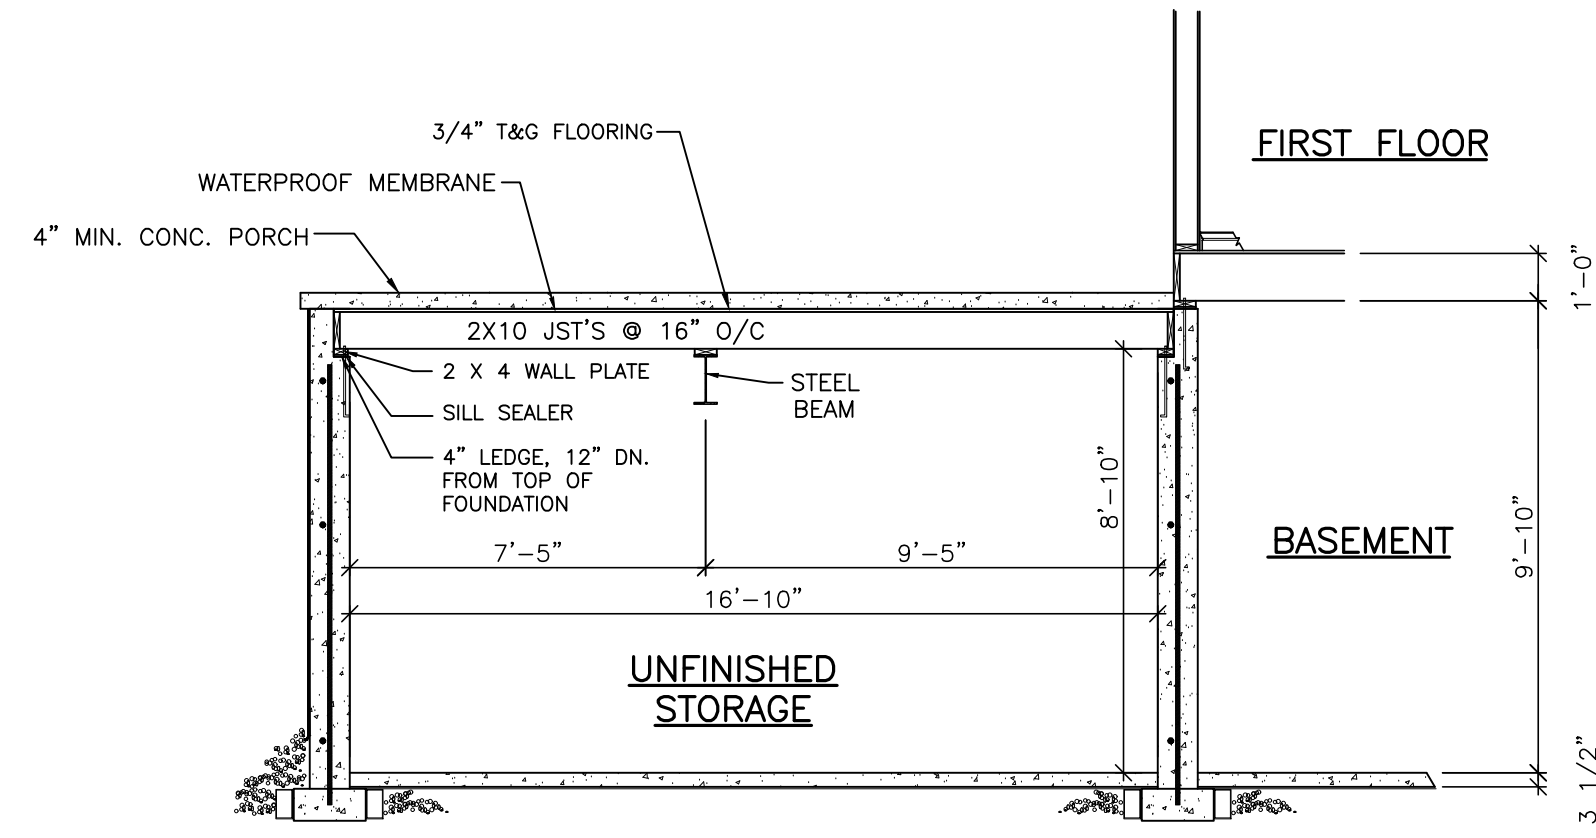 3/4" T&G FLOORING
FIRST FLOOR
WATERPROOF MEMBRANE
4" MIN. CONC. PORCH
1'-0"
2X10 JST'S @ 16" O/C
2 X 4 WALL PLATE
STEEL
BEAM
SILL SEALER
4" LEDGE, 12" DN.
FROM TOP OF
FOUNDATION
8'-10"
9'-10"
BASEMENT
7'-5"
9'-5"
16'-10"
UNFINISHED
STORAGE
3 1/2"